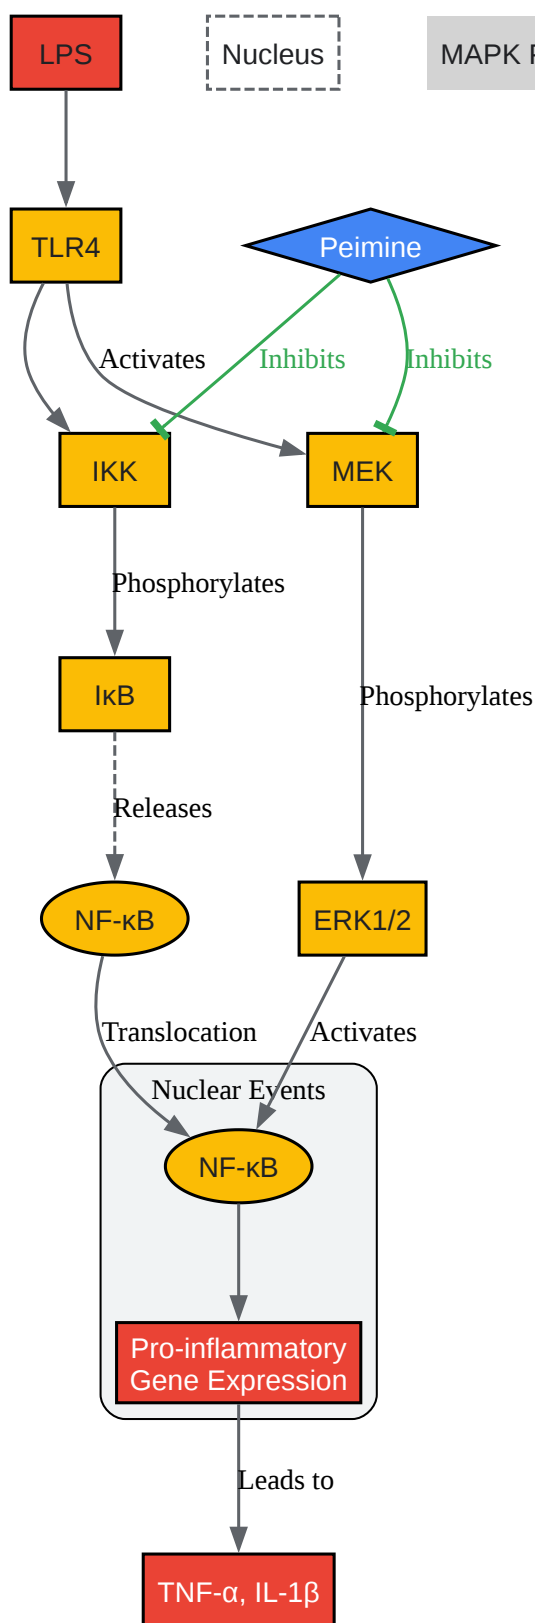 LPS
Nucleus
MAPK
TLR4
Peimine
Activates
Inhibits
Inhibits
IKK
MEK
Phosphorylates
IκB
Phosphorylates
Releases
NF-κB
ERK1/2
Translocation
Activates
Nuclear Events
NF-κB
Pro-inflammatory
Gene Expression
Leads to
TNF-α, IL-1β